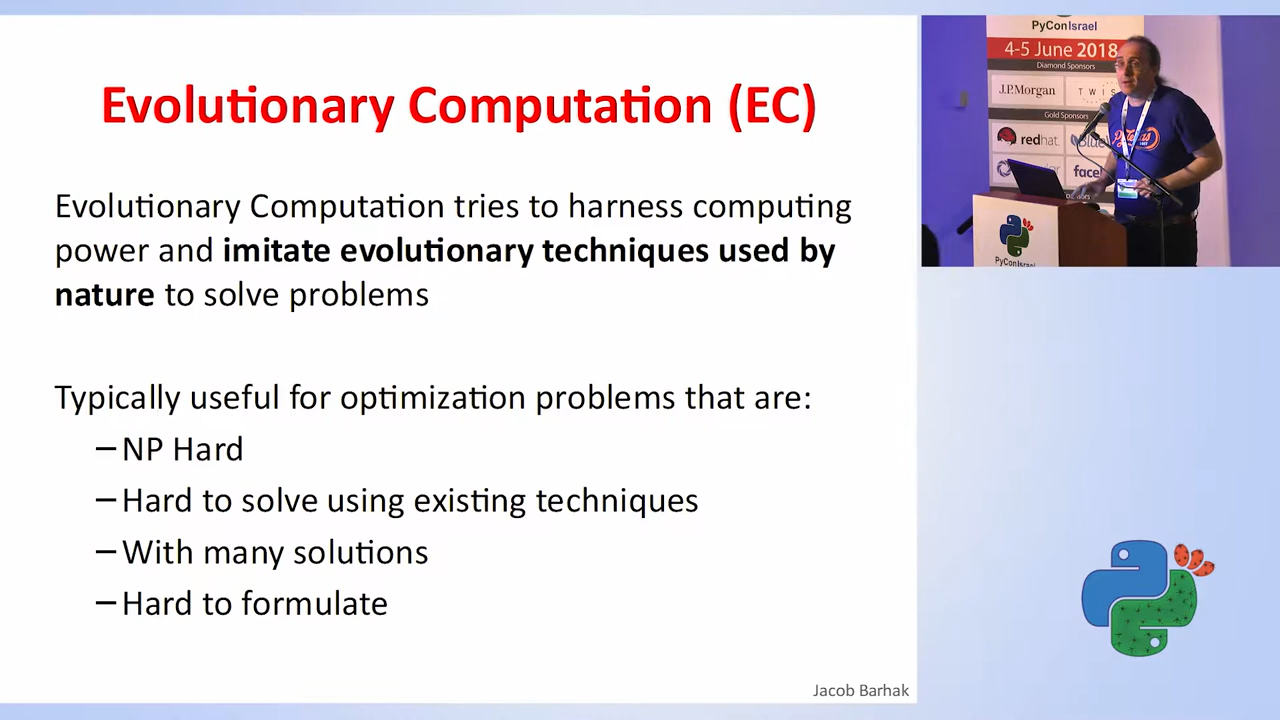 Evolutionary Computation (EC)
Evolutionary Computation tries to harness computing
power and imitate evolutionary techniques used by
nature to solve problems
Typically useful for optimization problems that are:
– NP Hard
– Hard to solve using existing techniques
– With many solutions
– Hard to formulate
Jacob Barhak
PyConIsrael
4-5 June 2018
Diamond Sponsors
J.P.Morgan
TWIS
Gold Sponsors
redhat.
Blue
face
PyConIsrael